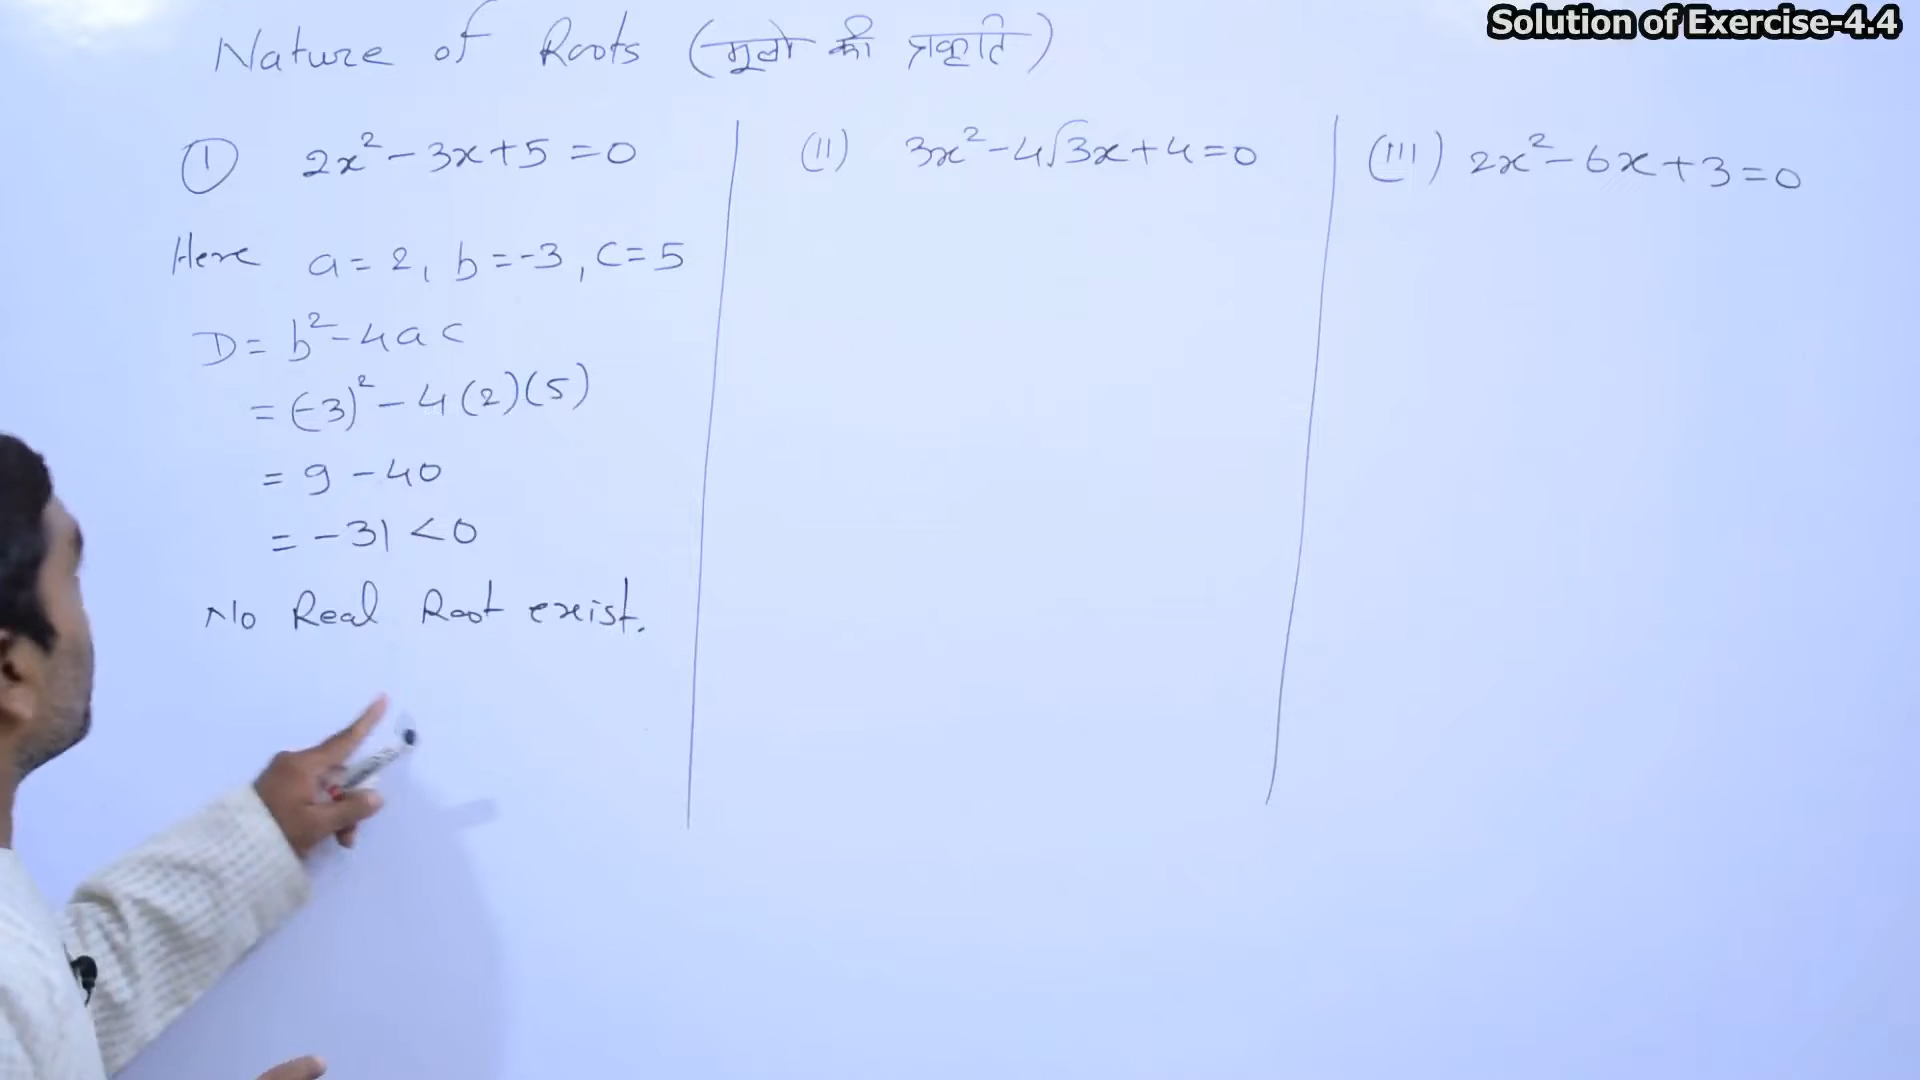 Solution of Exercise-4.4
Nature of Roots (मूलो की प्रकृति)
① 2x²-3x+5=0
Here a=2, b=-3, c=5
D= b²-4ac
= (-3)²-4(2)(5)
= 9-40
= -31<0
No Real Root exist.
(II) 3x²-4√3x+4=0
(III) 2x²-6x+3=0